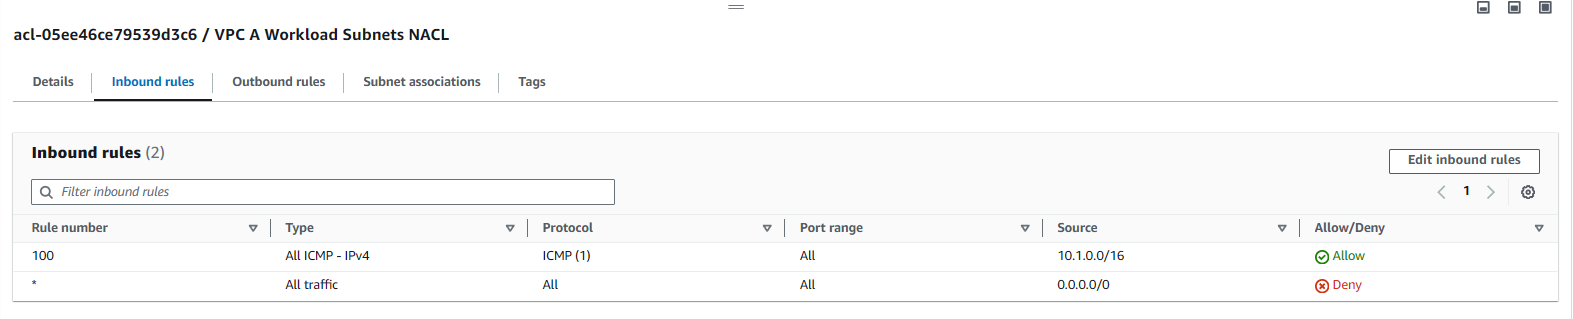 acl-05ee46ce79539d3c6 / VPC A Workload Subnets NACL
Details Inbound rules Outbound rules Subnet associations Tags
Inbound rules (2)
Edit inbound rules
Filter inbound rules
1
Rule number Type Protocol Port range Source Allow/Deny
100 All ICMP - IPv4 ICMP (1) All 10.1.0.0/16 Allow
* All traffic All All 0.0.0.0/0 Deny